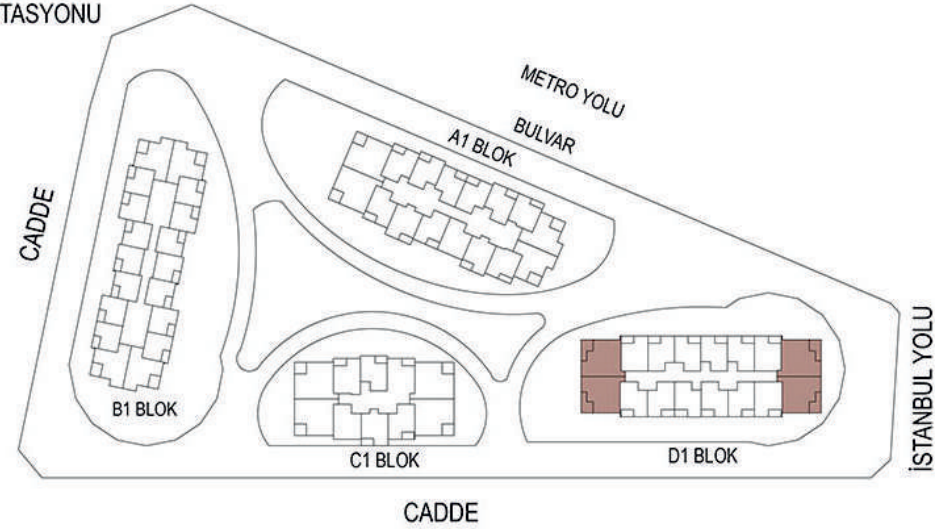 TASYONU
METRO YOLU
BULVAR
A1 BLOK
CADDE
İSTANBUL YOLU
B1 BLOK
C1 BLOK
D1 BLOK
CADDE